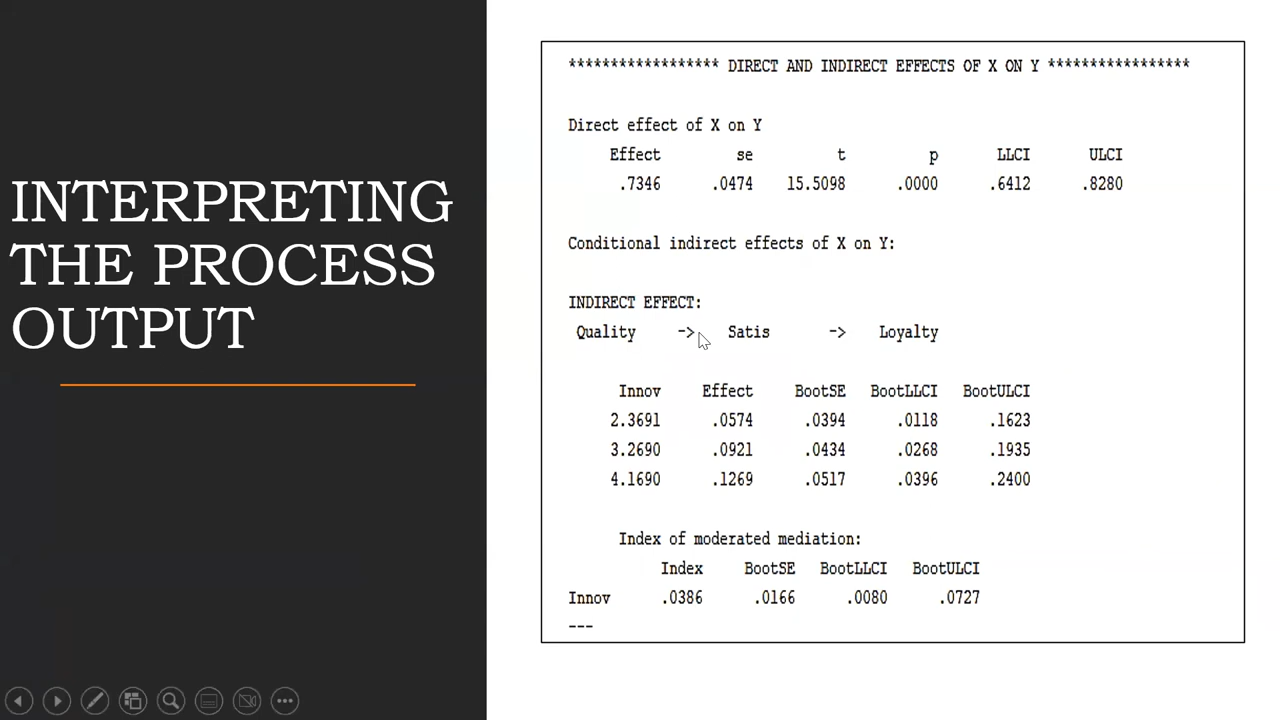 INTERPRETING
THE PROCESS
OUTPUT
****************** DIRECT AND INDIRECT EFFECTS OF X ON Y *****************
Direct effect of X on Y
Effect se t p LLCI ULCI
.7346 .0474 15.5098 .0000 .6412 .8280
Conditional indirect effects of X on Y:
INDIRECT EFFECT:
Quality -> Satis -> Loyalty
Innov Effect BootSE BootLLCI BootULCI
2.3691 .0574 .0394 .0118 .1623
3.2690 .0921 .0434 .0268 .1935
4.1690 .1269 .0517 .0396 .2400
Index of moderated mediation:
Index BootSE BootLLCI BootULCI
Innov .0386 .0166 .0080 .0727
---